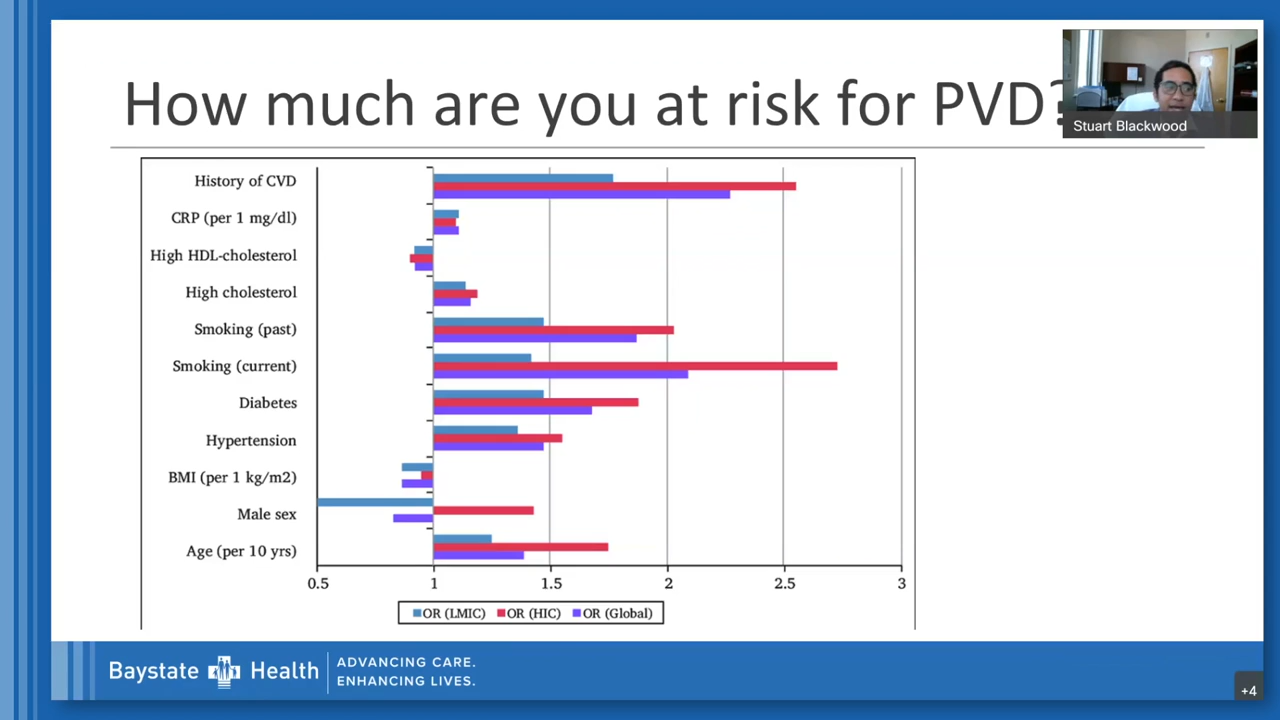 How much are you at risk for PVD?
Stuart Blackwood
History of CVD
CRP (per 1 mg/dl)
High HDL-cholesterol
High cholesterol
Smoking (past)
Smoking (current)
Diabetes
Hypertension
BMI (per 1 kg/m2)
Male sex
Age (per 10 yrs)
0.5 1 1.5 2 2.5 3
OR (LMIC) OR (HIC) OR (Global)
Baystate Health
ADVANCING CARE.
ENHANCING LIVES.
+4